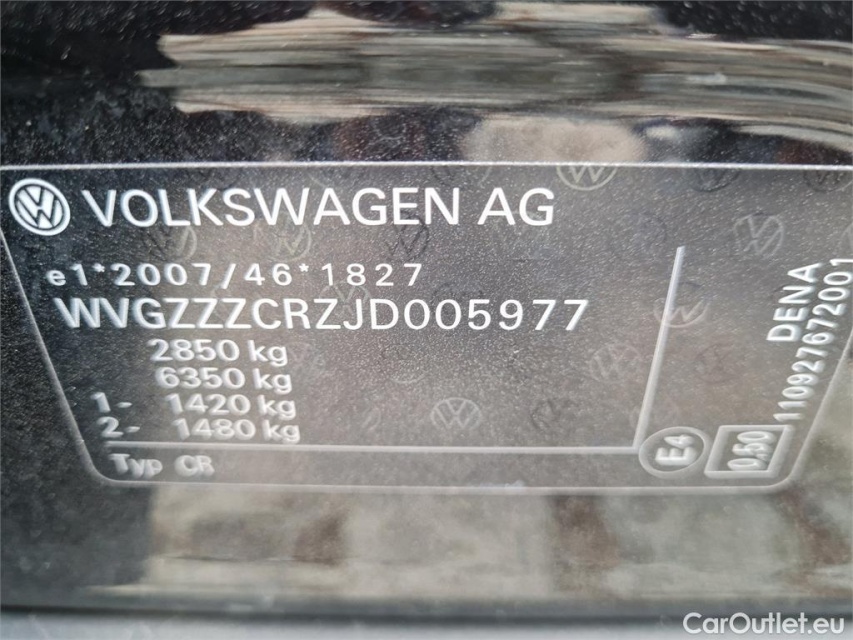 VOLKSWAGEN AG
e1*2007/46*1827
WVGZZZCRZJD005977
2850 kg
6350 kg
1- 1420 kg
2- 1480 kg
Typ CR
E4
0.50
DENA
110927672001
CarOutlet.eu